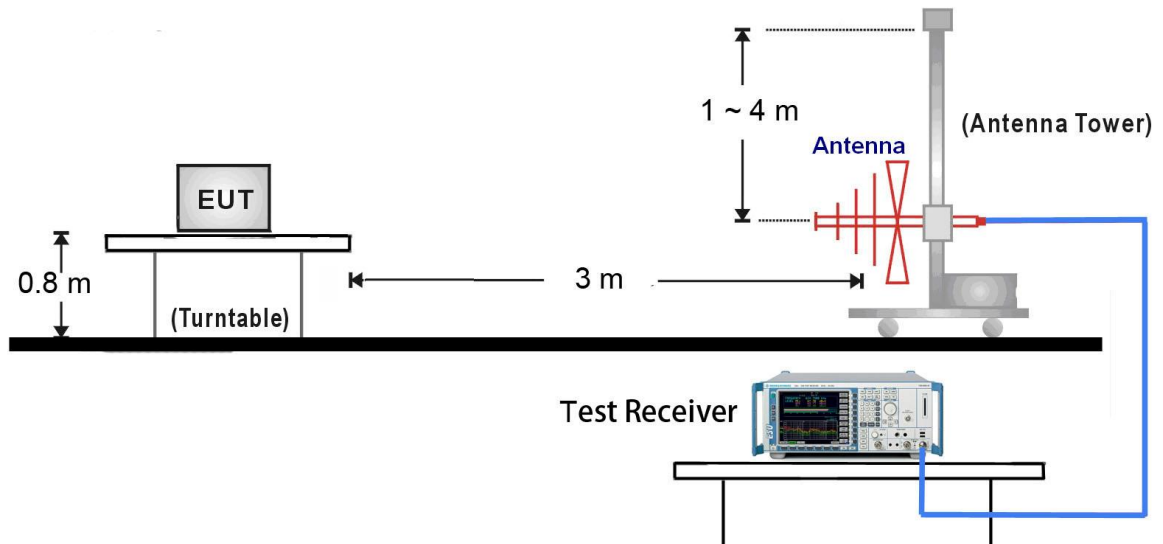 1 ~ 4 m
(Antenna Tower)
Antenna
EUT
0.8 m
3 m
(Turntable)
Test Receiver